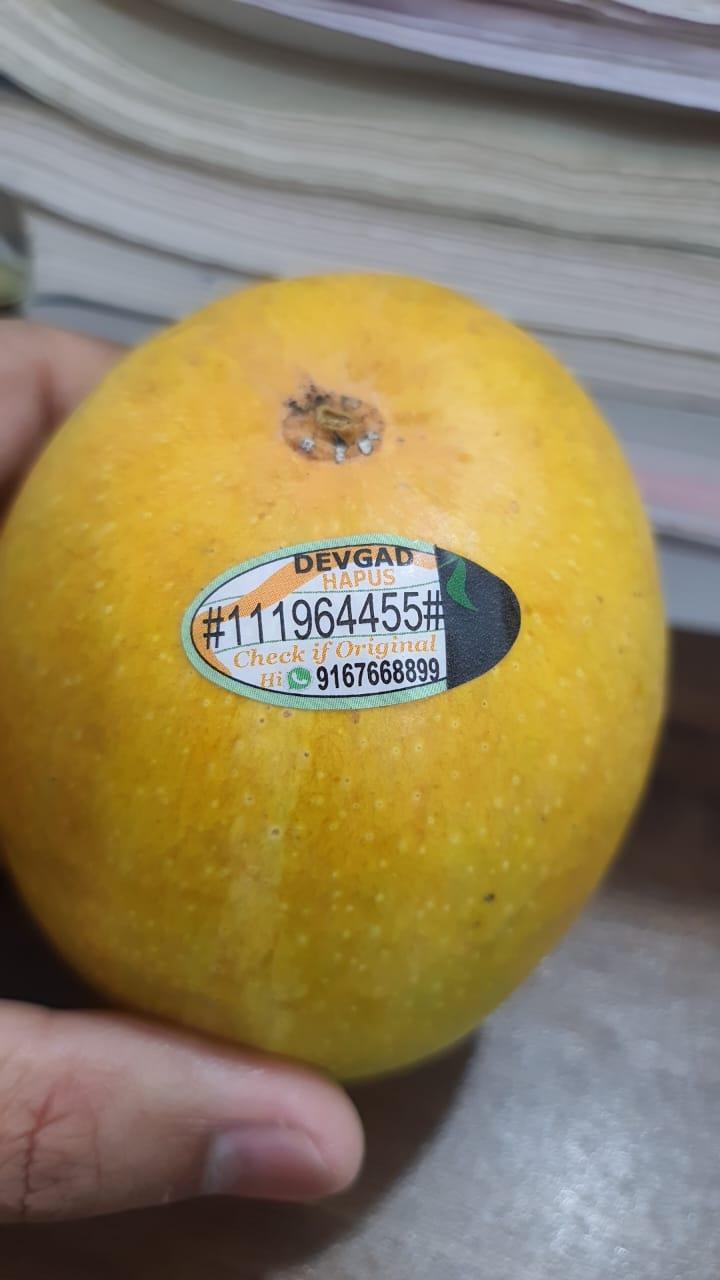 DEVGAD
HAPUS
#111964455#
Check if Original
Hi 9167668899